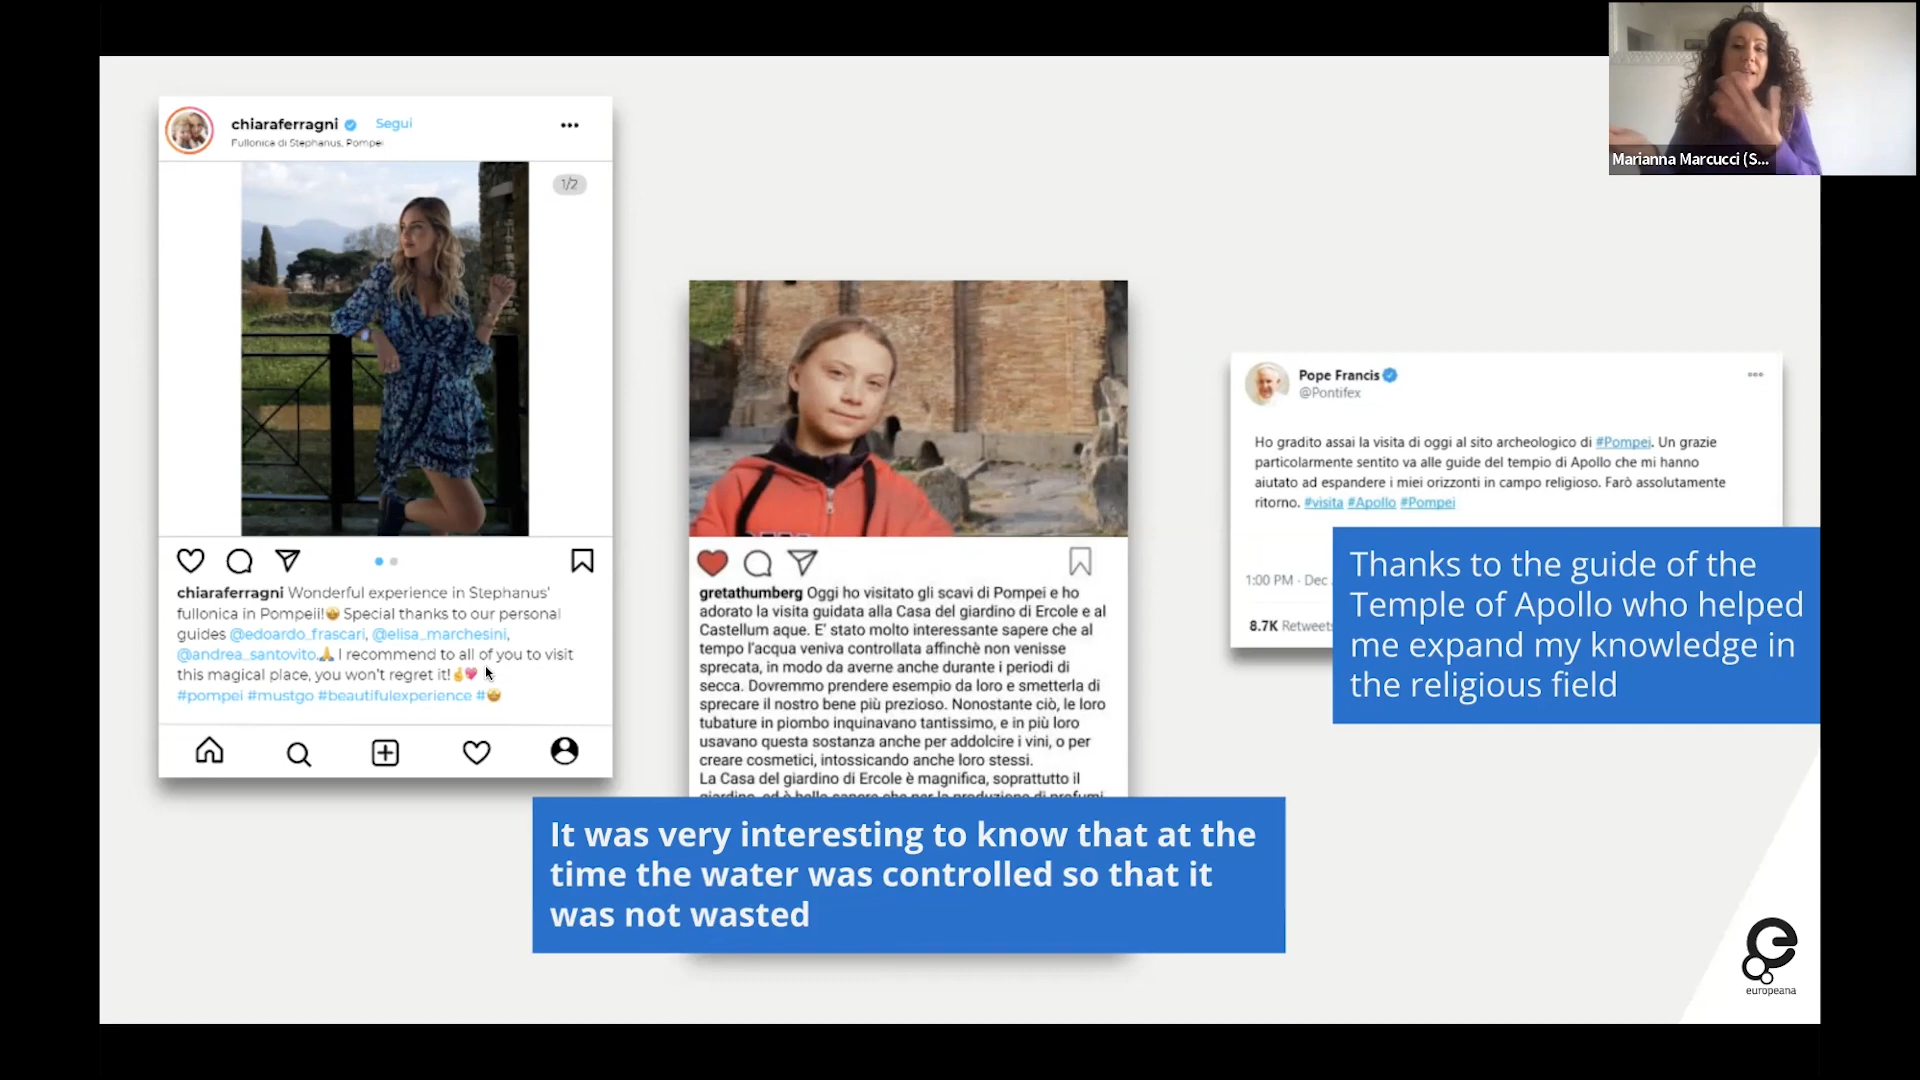 Marianna Marcucci (S...
chiaraferragni Segui
Fullonica di Stephanus, Pompei
1/2
chiaraferragni Wonderful experience in Stephanus'
fullonica in Pompeii!🤩 Special thanks to our personal
guides @edoardo_frascari, @elisa_marchesini,
@andrea_santovito.🙏 I recommend to all of you to visit
this magical place, you won't regret it!🤞💖
#pompei #mustgo #beautifulexperience #🤩
gretathumberg Oggi ho visitato gli scavi di Pompei e ho
adorato la visita guidata alla Casa del giardino di Ercole e al
Castellum aque. E' stato molto interessante sapere che al
tempo l'acqua veniva controllata affinchè non venisse
sprecata, in modo da averne anche durante i periodi di
secca. Dovremmo prendere esempio da loro e smetterla di
sprecare il nostro bene più prezioso. Nonostante ciò, le loro
tubature in piombo inquinavano tantissimo, e in più loro
usavano questa sostanza anche per addolcire i vini, o per
creare cosmetici, intossicando anche loro stessi.
La Casa del giardino di Ercole è magnifica, soprattutto il
giardino, ed è bello sapere che per la produzione di profumi
It was very interesting to know that at the
time the water was controlled so that it
was not wasted
Pope Francis
@Pontifex
Ho gradito assai la visita di oggi al sito archeologico di #Pompei. Un grazie
particolarmente sentito va alle guide del tempio di Apollo che mi hanno
aiutato ad espandere i miei orizzonti in campo religioso. Farò assolutamente
ritorno. #visita #Apollo #Pompei
1:00 PM · Dec
8.7K Retweets
Thanks to the guide of the
Temple of Apollo who helped
me expand my knowledge in
the religious field
europeana